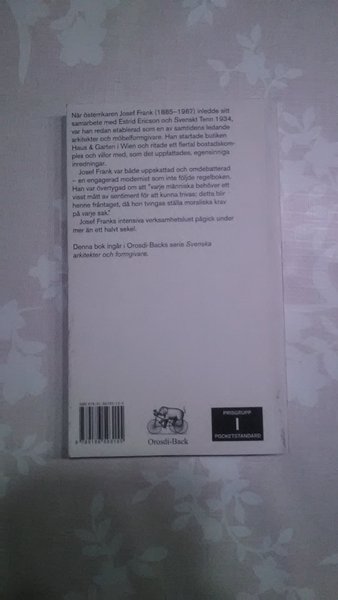 När österrikaren Josef Frank (1885–1967) inledde sitt
samarbete med Estrid Ericson och Svenskt Tenn 1934,
var han redan etablerad som en av samtidens ledande
arkitekter och möbelformgivare. Han startade butiken
Haus & Garten i Wien och ritade ett flertal bostadskom-
plex och villor med, som det uppfattades, egensinniga
inredningar.
Josef Frank var både uppskattad och omdebatterad
– en engagerad modernist som inte följde regelboken.
Han var övertygad om att "varje människa behöver ett
visst mått av sentiment för att kunna trivas; detta blir
henne fråntaget, då hon tvingas ställa moraliska krav
på varje sak."
Josef Franks intensiva verksamhetslust pågick under
mer än ett halvt sekel.
Denna bok ingår i Orosdi-Backs serie Svenska
arkitekter och formgivare.
Orosdi-Back
PRISGRUPP
I
POCKETSTANDARD